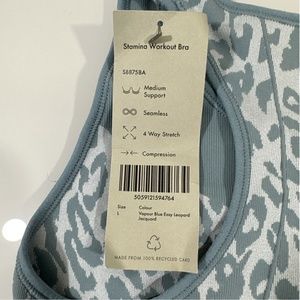 Stamina Workout Bra
SB875BA
Medium
Support
Seamless
4 Way Stretch
Compression
5059121594764
Size
L
Colour
Vapour Blue Easy Leopard
Jacquard
MADE FROM 100% RECYCLED CARD